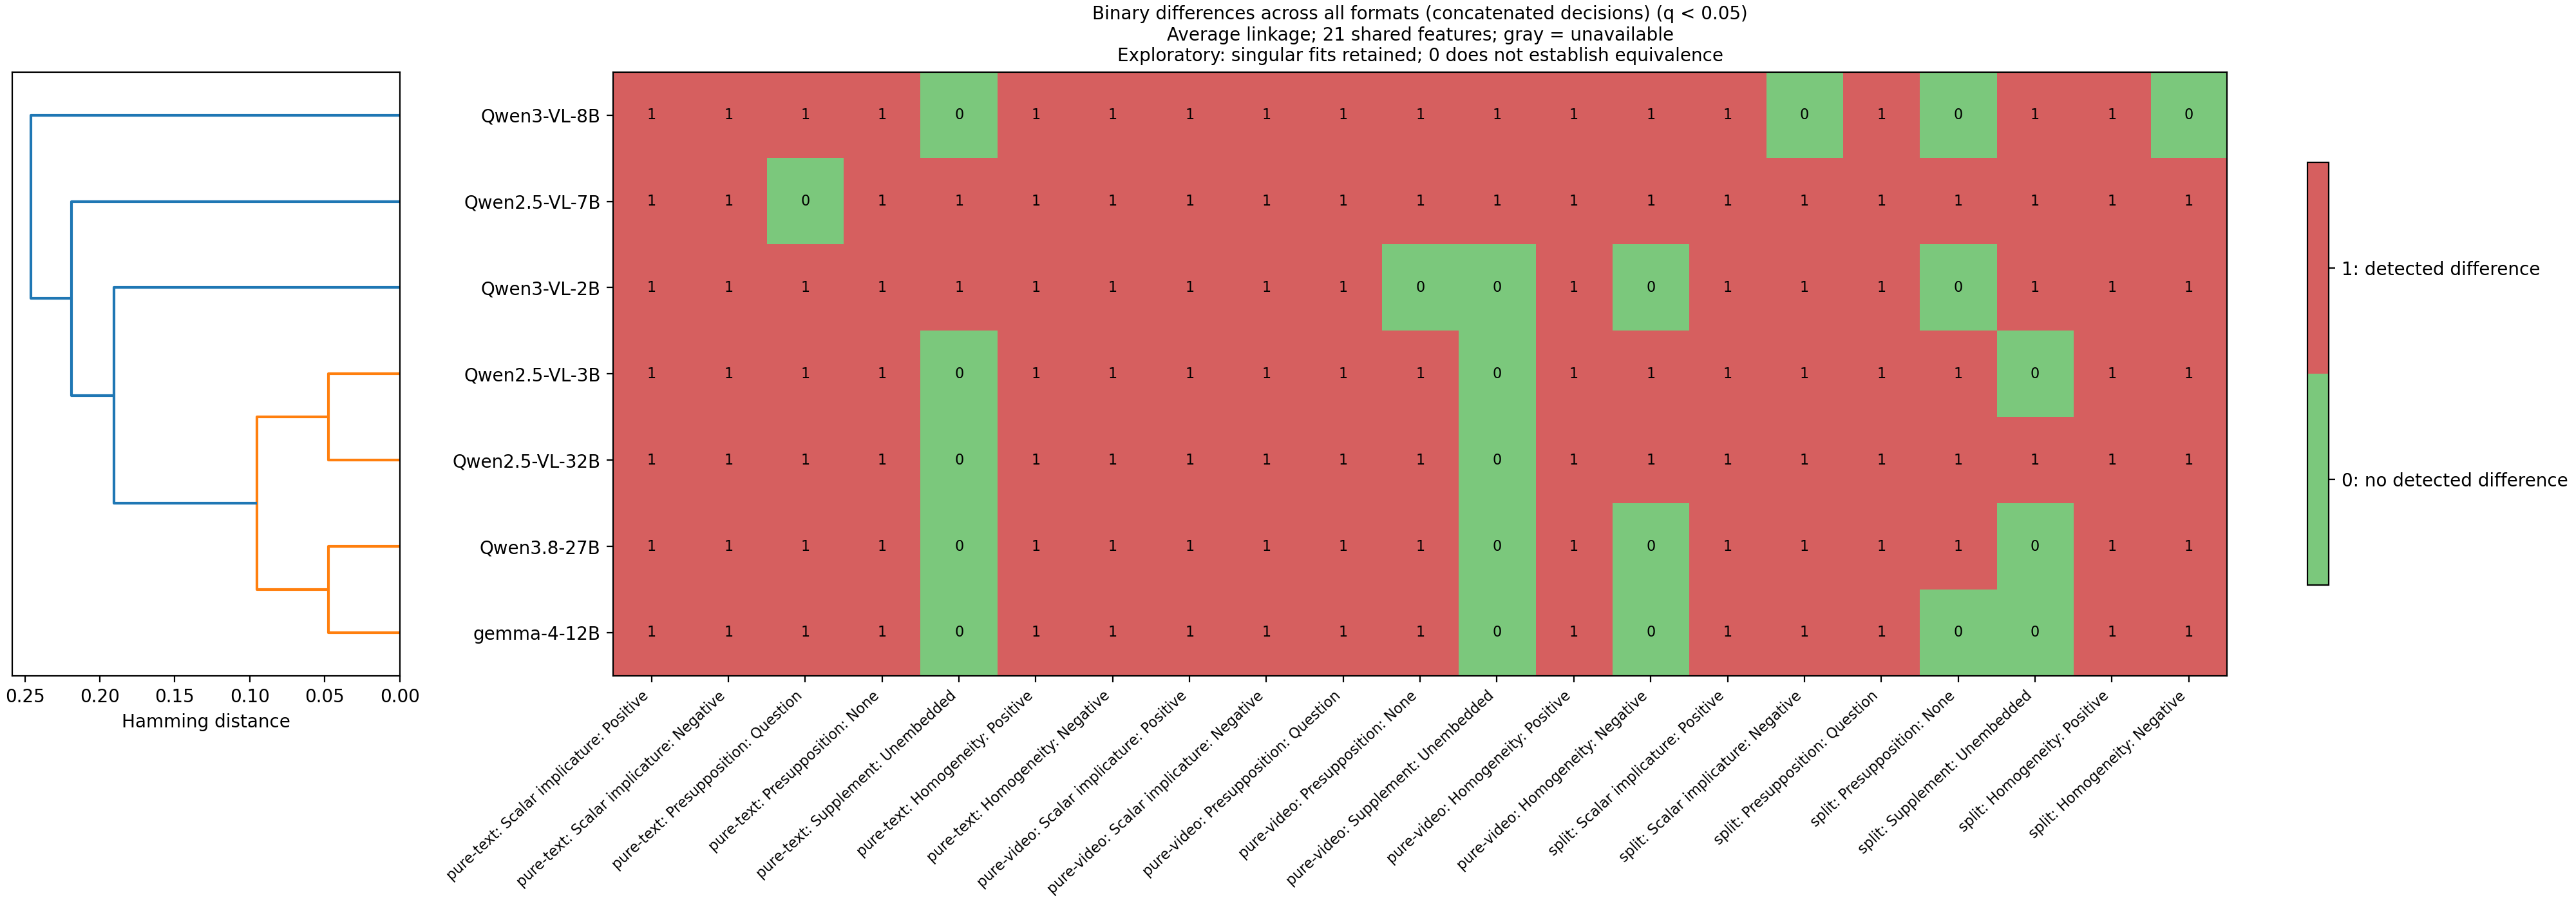 Binary differences across all formats (concatenated decisions) (q < 0.05)
Average linkage; 21 shared features; gray = unavailable
Exploratory: singular fits retained; 0 does not establish equivalence
Qwen3-VL-8B 1 1 1 1 0 1 1 1 1 1 1 1 1 1 1 0 1 0 1 1 0
Qwen2.5-VL-7B 1 1 0 1 1 1 1 1 1 1 1 1 1 1 1 1 1 1 1 1 1
Qwen3-VL-2B 1 1 1 1 1 1 1 1 1 1 0 0 1 0 1 1 1 0 1 1 1
Qwen2.5-VL-3B 1 1 1 1 0 1 1 1 1 1 1 0 1 1 1 1 1 1 0 1 1
Qwen2.5-VL-32B 1 1 1 1 0 1 1 1 1 1 1 0 1 1 1 1 1 1 1 1 1
Qwen3.8-27B 1 1 1 1 0 1 1 1 1 1 1 0 1 0 1 1 1 1 0 1 1
gemma-4-12B 1 1 1 1 0 1 1 1 1 1 1 0 1 0 1 1 1 0 0 1 1
1: detected difference
0: no detected difference
0.25 0.20 0.15 0.10 0.05 0.00
Hamming distance
pure-text: Scalar implicature: Positive
pure-text: Scalar implicature: Negative
pure-text: Presupposition: Question
pure-text: Presupposition: None
pure-text: Supplement: Unembedded
pure-text: Homogeneity: Positive
pure-text: Homogeneity: Negative
pure-video: Scalar implicature: Positive
pure-video: Scalar implicature: Negative
pure-video: Presupposition: Question
pure-video: Presupposition: None
pure-video: Supplement: Unembedded
pure-video: Homogeneity: Positive
pure-video: Homogeneity: Negative
split: Scalar implicature: Positive
split: Scalar implicature: Negative
split: Presupposition: Question
split: Presupposition: None
split: Supplement: Unembedded
split: Homogeneity: Positive
split: Homogeneity: Negative